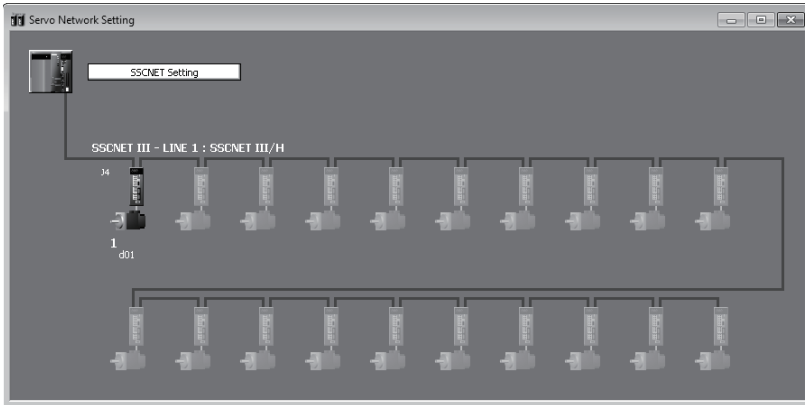 Servo Network Setting
SSCNET Setting
SSCNET III - LINE 1 : SSCNET III/H
J4
1
d01